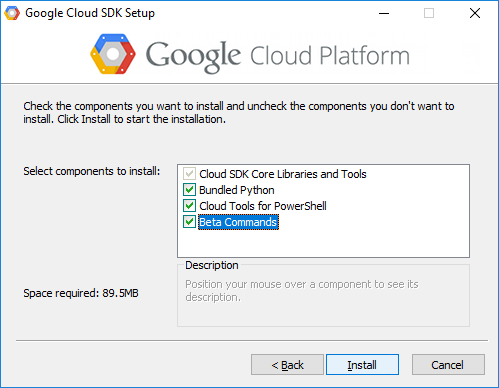 Google Cloud SDK Setup
Google Cloud Platform
Check the components you want to install and uncheck the components you don't want to
install. Click Install to start the installation.
Select components to install:
Cloud SDK Core Libraries and Tools
Bundled Python
Cloud Tools for PowerShell
Beta Commands
Space required: 89.5MB
Description
Position your mouse over a component to see its
description.
< Back
Install
Cancel